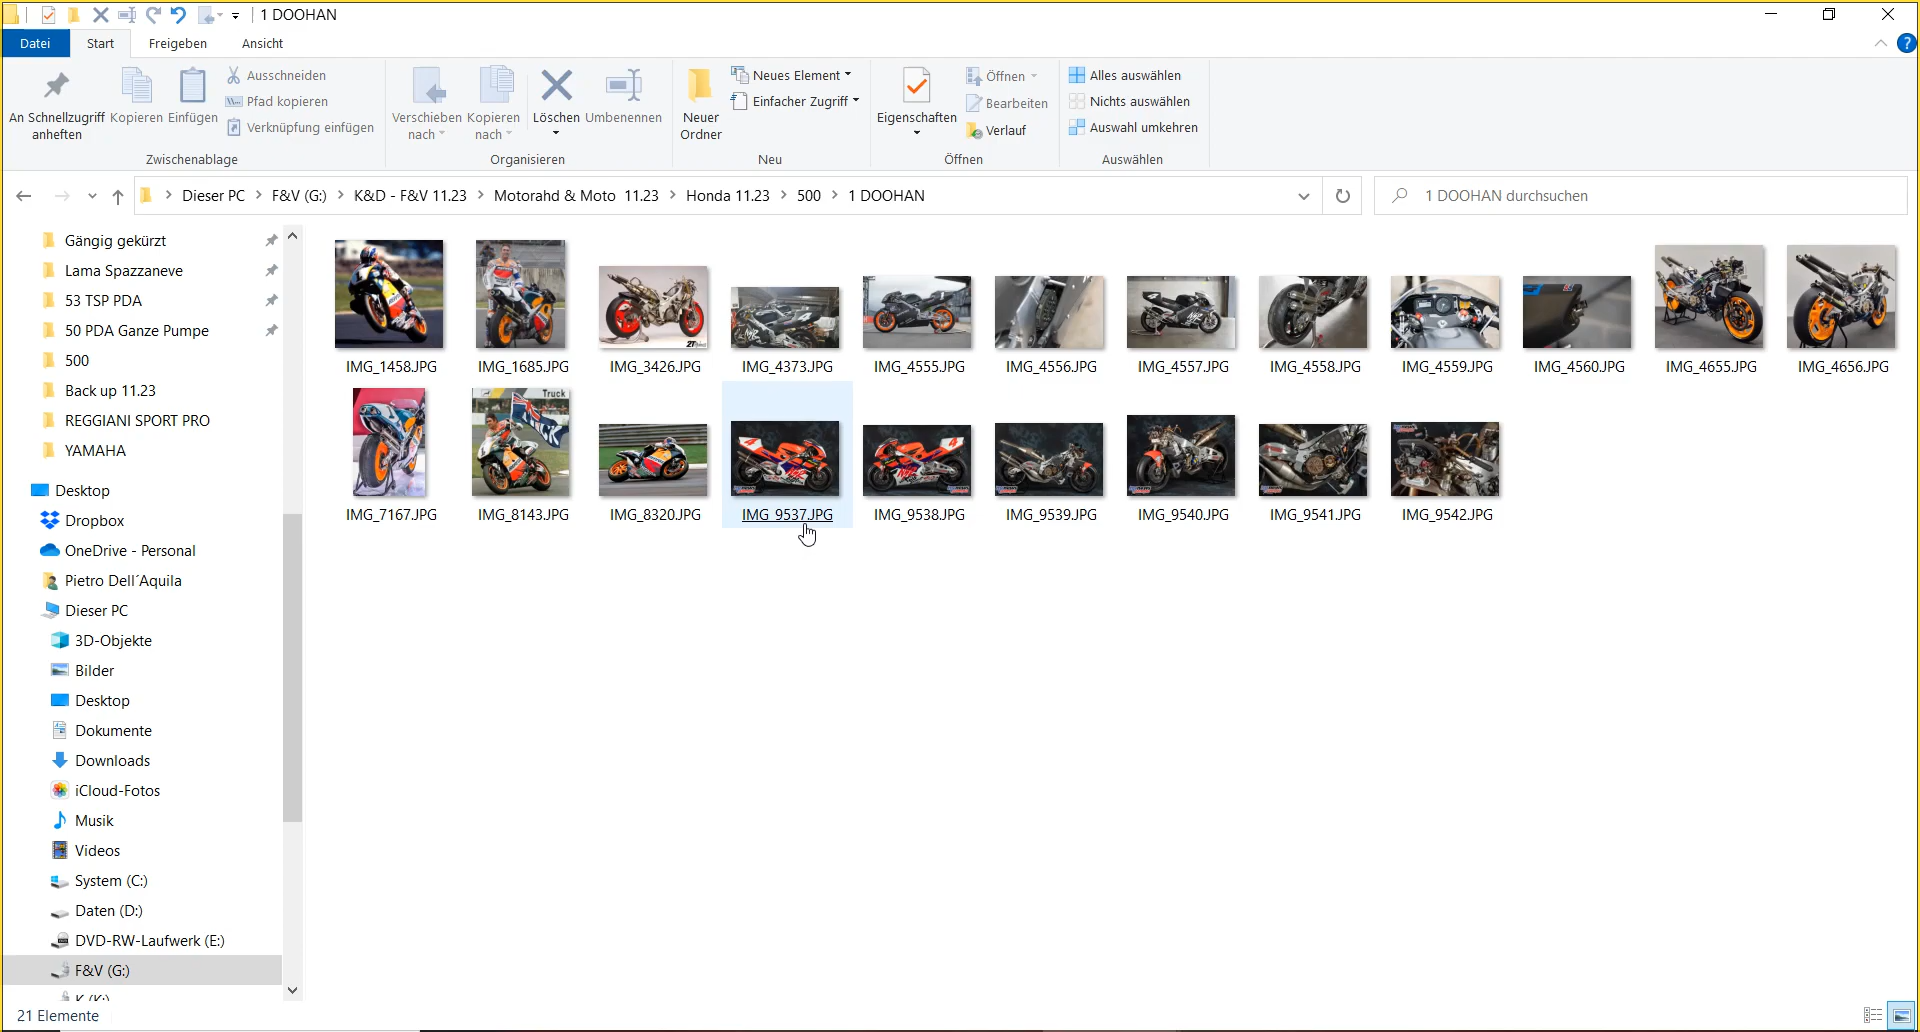 1 DOOHAN
Datei Start Freigeben Ansicht
An Schnellzugriff anheften
Kopieren
Einfügen
Ausschneiden
Pfad kopieren
Verknüpfung einfügen
Zwischenablage
Verschieben nach
Kopieren nach
Löschen
Umbenennen
Organisieren
Neuer Ordner
Neues Element
Einfacher Zugriff
Neu
Eigenschaften
Öffnen
Bearbeiten
Verlauf
Öffnen
Alles auswählen
Nichts auswählen
Auswahl umkehren
Auswählen
Dieser PC > F&V (G:) > K&D - F&V 11.23 > Motorahd & Moto 11.23 > Honda 11.23 > 500 > 1 DOOHAN
1 DOOHAN durchsuchen
Gängig gekürzt
Lama Spazzaneve
53 TSP PDA
50 PDA Ganze Pumpe
500
Back up 11.23
REGGIANI SPORT PRO
YAMAHA
Desktop
Dropbox
OneDrive - Personal
Pietro Dell´Aquila
Dieser PC
3D-Objekte
Bilder
Desktop
Dokumente
Downloads
iCloud-Fotos
Musik
Videos
System (C:)
Daten (D:)
DVD-RW-Laufwerk (E:)
F&V (G:)
K (K:)
IMG_1458.JPG IMG_1685.JPG IMG_3426.JPG IMG_4373.JPG IMG_4555.JPG IMG_4556.JPG IMG_4557.JPG IMG_4558.JPG IMG_4559.JPG IMG_4560.JPG IMG_4655.JPG IMG_4656.JPG
Truck
IMG_7167.JPG IMG_8143.JPG IMG_8320.JPG IMG_9537.JPG IMG_9538.JPG IMG_9539.JPG IMG_9540.JPG IMG_9541.JPG IMG_9542.JPG
21 Elemente